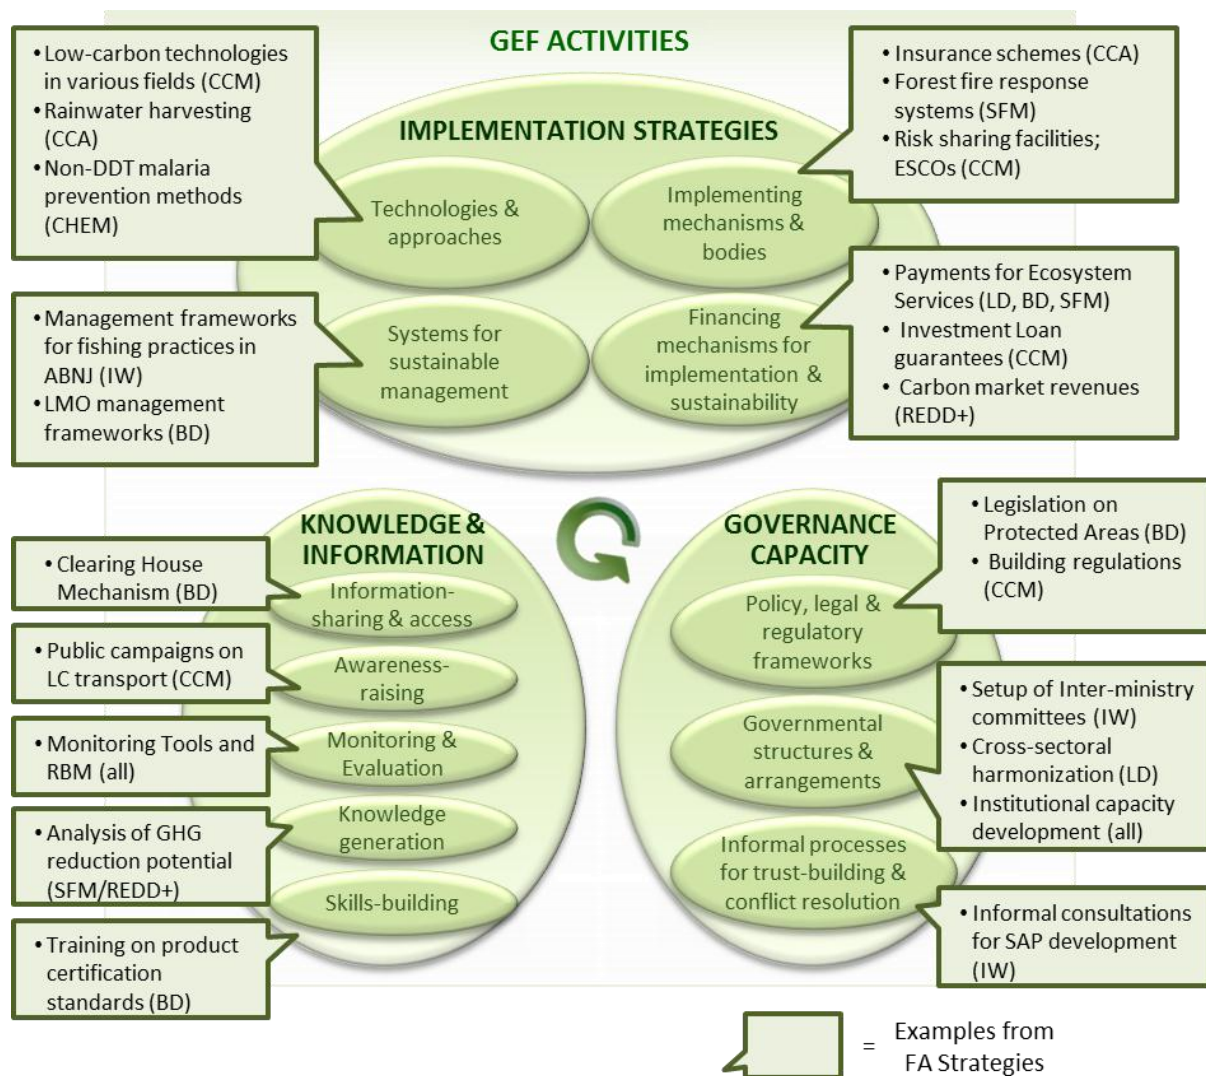 GEF ACTIVITIES
• Low-carbon technologies
in various fields (CCM)
• Rainwater harvesting
(CCA)
• Non-DDT malaria
prevention methods
(CHEM)
• Insurance schemes (CCA)
• Forest fire response
systems (SFM)
• Risk sharing facilities;
ESCOs (CCM)
IMPLEMENTATION STRATEGIES
Technologies &
approaches
Implementing
mechanisms &
bodies
• Management frameworks
for fishing practices in
ABNJ (IW)
• LMO management
frameworks (BD)
Systems for
sustainable
management
Financing
mechanisms for
implementation &
sustainability
• Payments for Ecosystem
Services (LD, BD, SFM)
• Investment Loan
guarantees (CCM)
• Carbon market revenues
(REDD+)
KNOWLEDGE &
INFORMATION
• Clearing House
Mechanism (BD)
Information-
sharing & access
• Public campaigns on
LC transport (CCM)
Awareness-
raising
• Monitoring Tools and
RBM (all)
Monitoring &
Evaluation
• Analysis of GHG
reduction potential
(SFM/REDD+)
Knowledge
generation
• Training on product
certification
standards (BD)
Skills-building
GOVERNANCE
CAPACITY
• Legislation on
Protected Areas (BD)
• Building regulations
(CCM)
Policy, legal &
regulatory
frameworks
• Setup of Inter-ministry
committees (IW)
• Cross-sectoral
harmonization (LD)
• Institutional capacity
development (all)
Governmental
structures &
arrangements
Informal processes
for trust-building &
conflict resolution
• Informal consultations
for SAP development
(IW)
= Examples from
FA Strategies